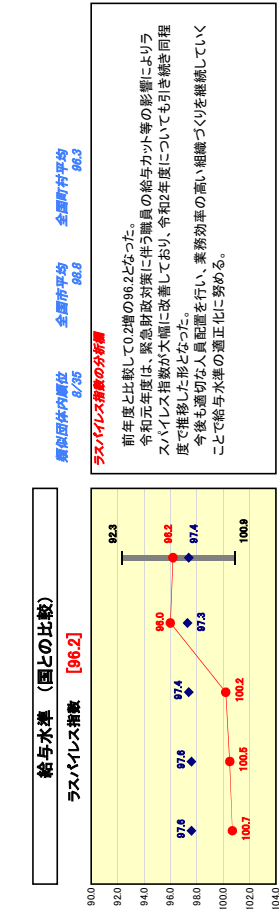 給与水準　（国との比較）
ラスパイレス指数　[96.2]
類似団体内順位　全国市平均　全国町村平均
8/35　98.8　96.3
ラスパイレス指数の分析欄
前年度と比較して0.2増の96.2となった。
令和元年度は、緊急財政対策に伴う職員の給与カット等の影響によりラ
スパイレス指数が大幅に改善しており、令和2年度についても引き続き同程
度で推移した形となった。
今後も適切な人員配置を行い、業務効率の高い組織づくりを継続していく
ことで給与水準の適正化に努める。
90.0
92.0
94.0
96.0
98.0
100.0
102.0
104.0
92.3
96.0
96.2
97.6
97.6
97.4
97.3
97.4
100.7
100.5
100.2
100.9